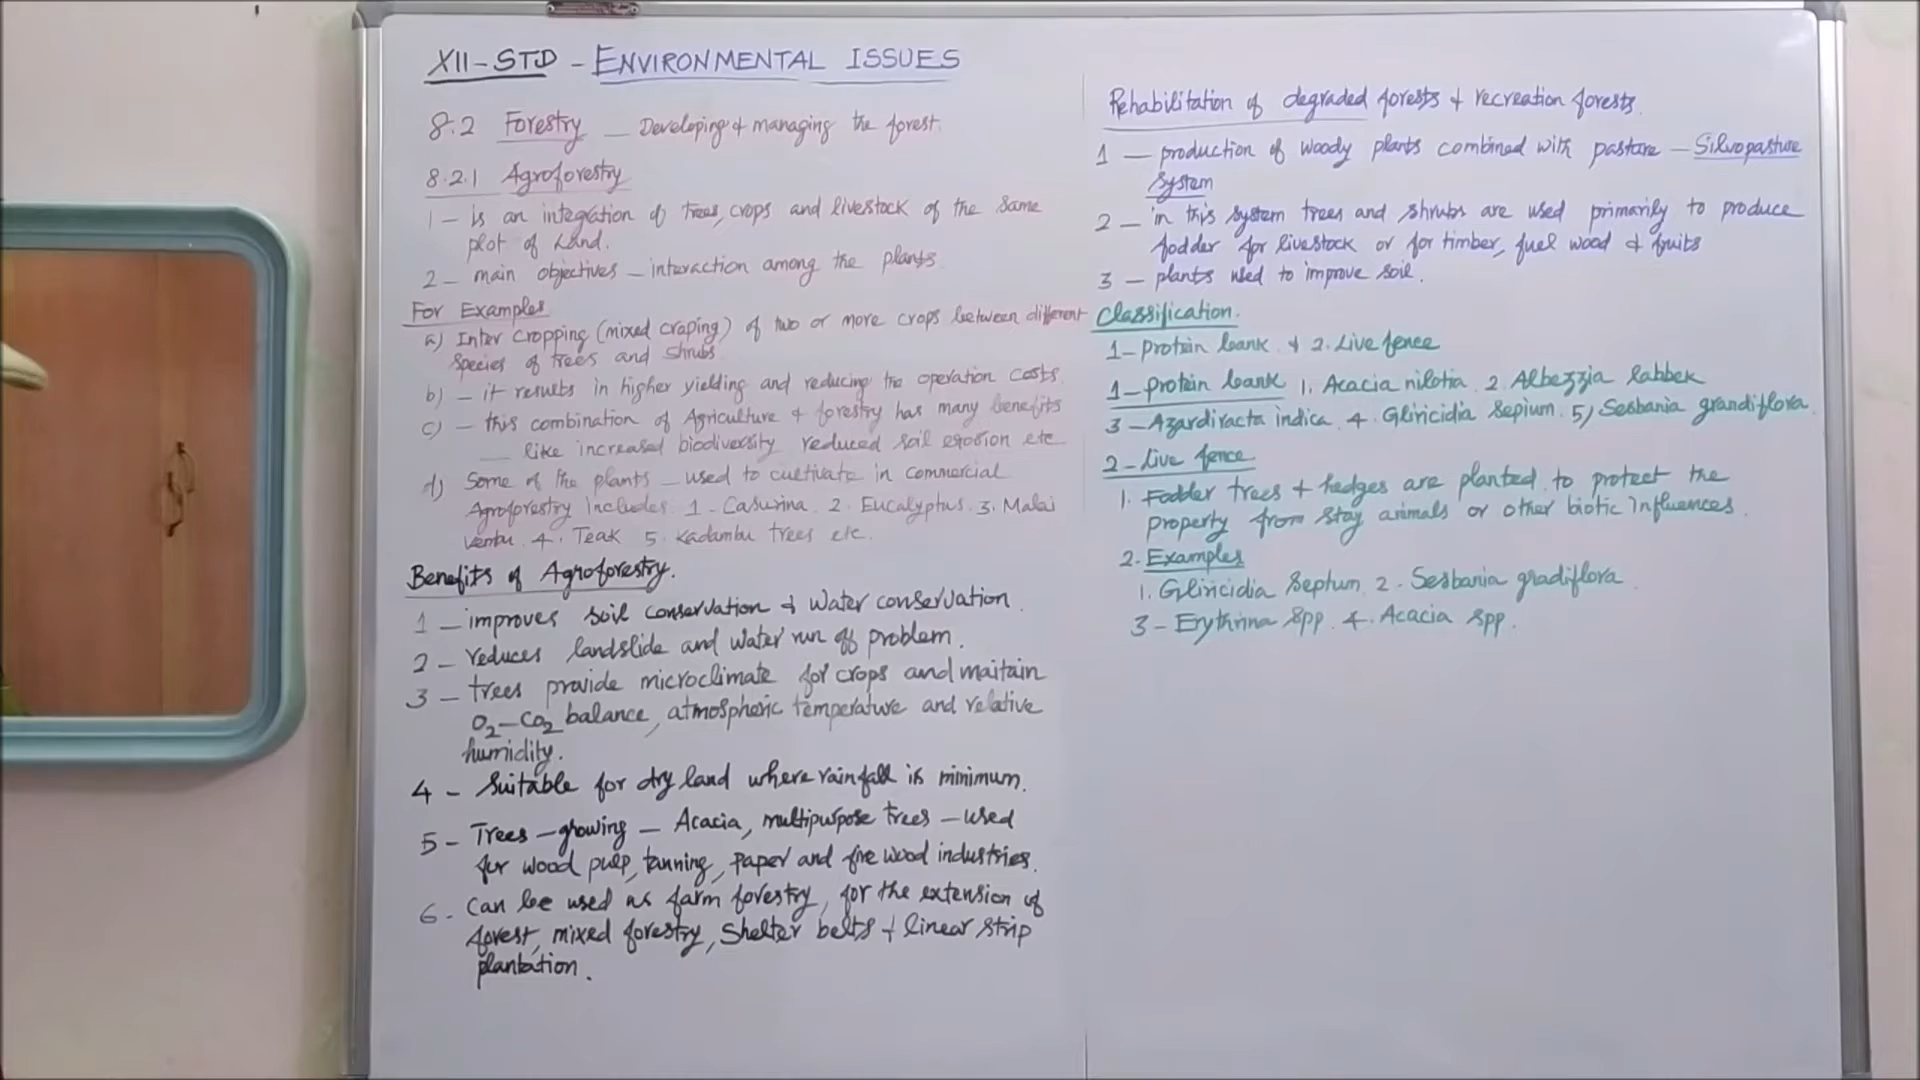 XII-STD - ENVIRONMENTAL ISSUES
8.2 Forestry — Developing & managing the forest.
8.2.1 Agroforestry
1 — is an integration of trees, crops and livestock of the same
plot of Land.
2 — main objectives — interaction among the plants
For Examples
a) Inter cropping (mixed craping) of two or more crops between different
species of trees and shrubs
b) — it results in higher yielding and reducing the operation costs.
c) — this combination of Agriculture & forestry has many benefits
— like increased biodiversity reduced soil erosion etc
d) Some of the plants — used to cultivate in commercial
Agroforestry includes 1 - Casurina 2. Eucalyptus. 3. Malai
Vembu. 4. Teak 5. Kadambu trees etc.
Benefits of Agroforestry.
1 — improves soil conservation & water conservation.
2 — reduces landslide and water run off problem.
3 — trees provide microclimate for crops and maitain
O2—CO2 balance, atmospheric temperature and relative
humidity.
4 - Suitable for dry land where rainfall is minimum.
5 - Trees — growing — Acacia, multipurpose trees — used
for wood pulp, tanning, paper and fire wood industries.
6. Can be used as farm forestry, for the extension of
forest, mixed forestry, shelter belts & linear strip
plantation.
Rehabilitation of degraded forests & recreation forests.
1 — production of woody plants combined with pasture — Silvopasture
system
2 — in this system trees and shrubs are used primarily to produce
fodder for livestock or for timber, fuel wood & fruits
3 — plants used to improve soil.
Classification.
1 - Protein bank & 2. Live fence
1 - protein bank 1. Acacia nilotia 2. Albezzia labbek
3 - Azardiracta indica 4. Gliricidia sepium. 5) Sesbania grandiflora.
2 - Live fence
1. Fodder trees & hedges are planted to protect the
property from stay animals or other biotic influences.
2. Examples
1. Gliricidia Septum 2. Sesbania gradiflora.
3 - Erythrina spp. 4. Acacia spp.